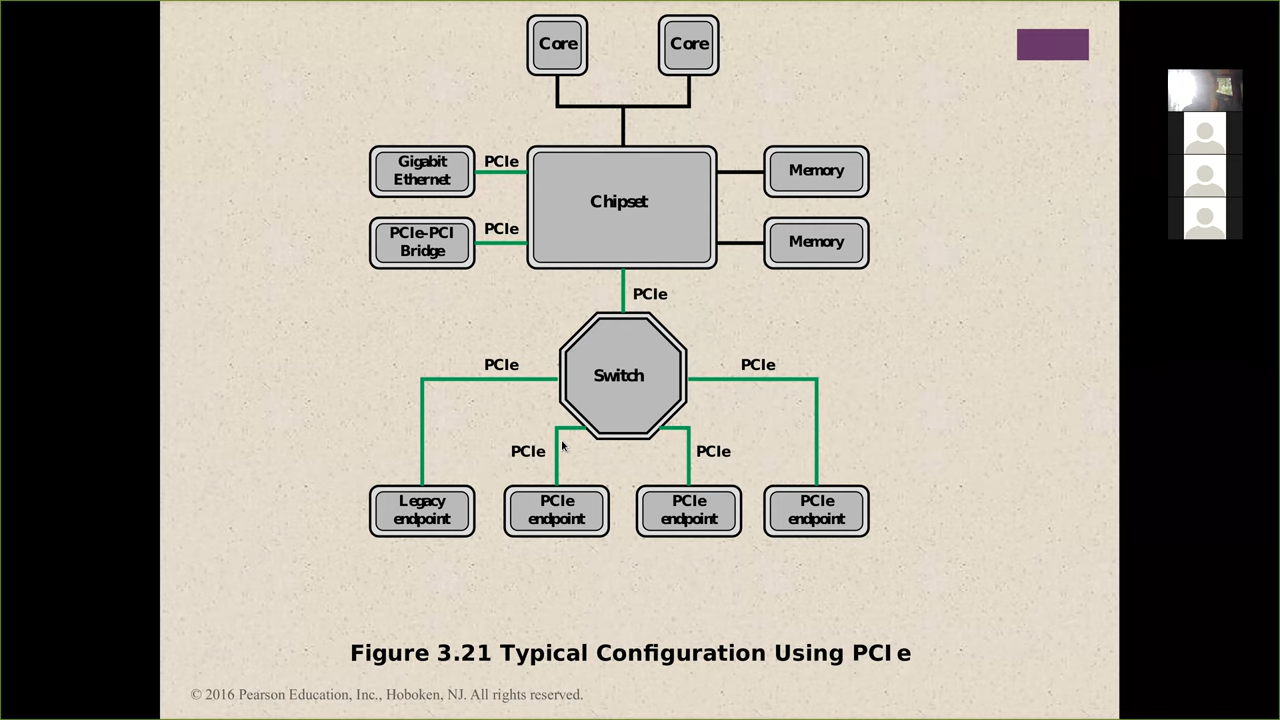 Core
Core
Gigabit
Ethernet
PCIe
Chipset
Memory
PCIe-PCI
Bridge
PCIe
Memory
PCIe
PCIe
Switch
PCIe
PCIe
PCIe
Legacy
endpoint
PCIe
endpoint
PCIe
endpoint
PCIe
endpoint
Figure 3.21 Typical Configuration Using PCIe
© 2016 Pearson Education, Inc., Hoboken, NJ. All rights reserved.